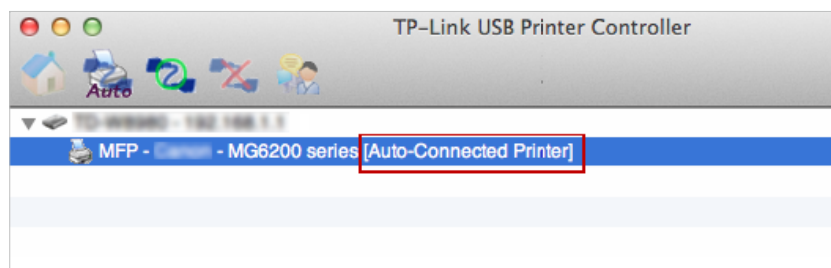 TP-Link USB Printer Controller
Auto
MFP - - MG6200 series [Auto-Connected Printer]